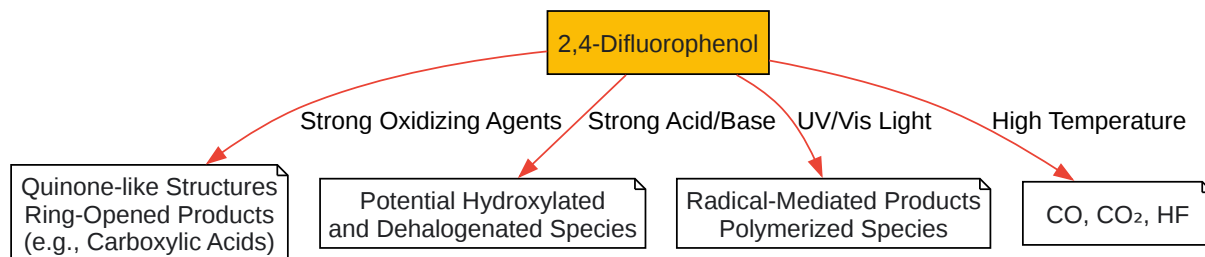 2,4-Difluorophenol
Strong Oxidizing Agents
Strong Acid/Base
UV/Vis Light
High Temperature
Quinone-like Structures
Ring-Opened Products
(e.g., Carboxylic Acids)
Potential Hydroxylated
and Dehalogenated Species
Radical-Mediated Products
Polymerized Species
CO, CO₂, HF